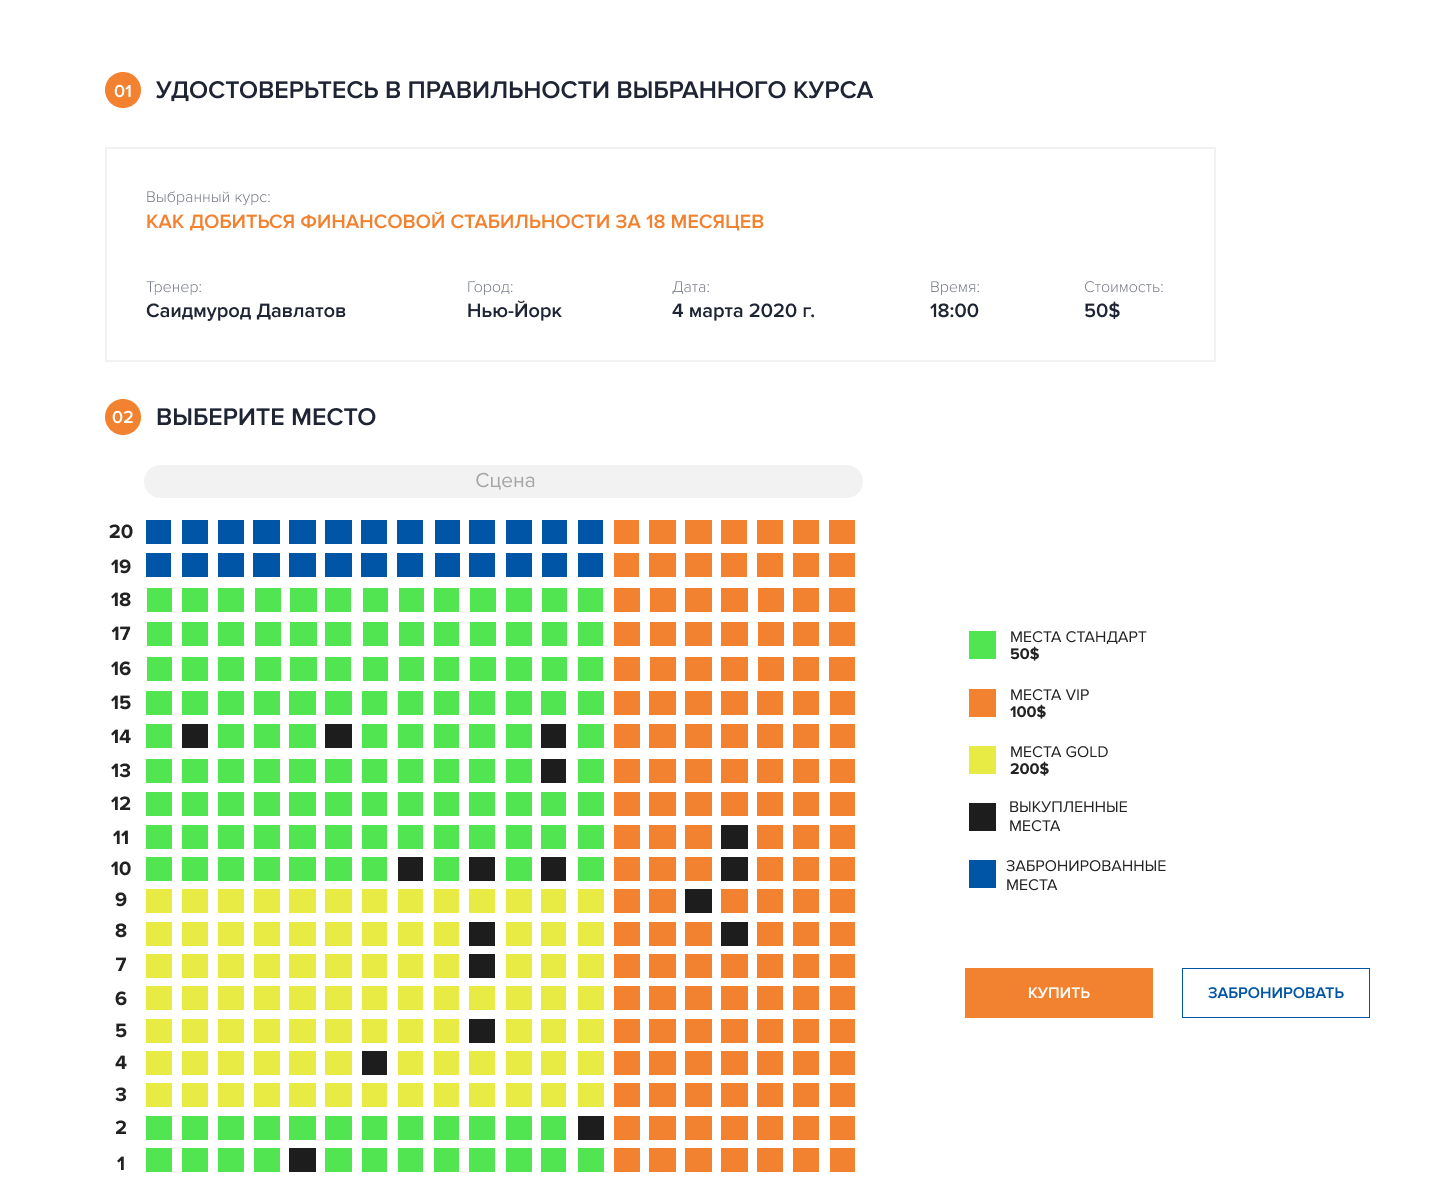 01 УДОСТОВЕРЬТЕСЬ В ПРАВИЛЬНОСТИ ВЫБРАННОГО КУРСА
Выбранный курс:
КАК ДОБИТЬСЯ ФИНАНСОВОЙ СТАБИЛЬНОСТИ ЗА 18 МЕСЯЦЕВ
Тренер: Город: Дата: Время: Стоимость:
Саидмурод Давлатов Нью-Йорк 4 марта 2020 г. 18:00 50$
02 ВЫБЕРИТЕ МЕСТО
Сцена
20
19
18
17
16
15
14
13
12
11
10
9
8
7
6
5
4
3
2
1
МЕСТА СТАНДАРТ
50$
МЕСТА VIP
100$
МЕСТА GOLD
200$
ВЫКУПЛЕННЫЕ
МЕСТА
ЗАБРОНИРОВАННЫЕ
МЕСТА
КУПИТЬ ЗАБРОНИРОВАТЬ